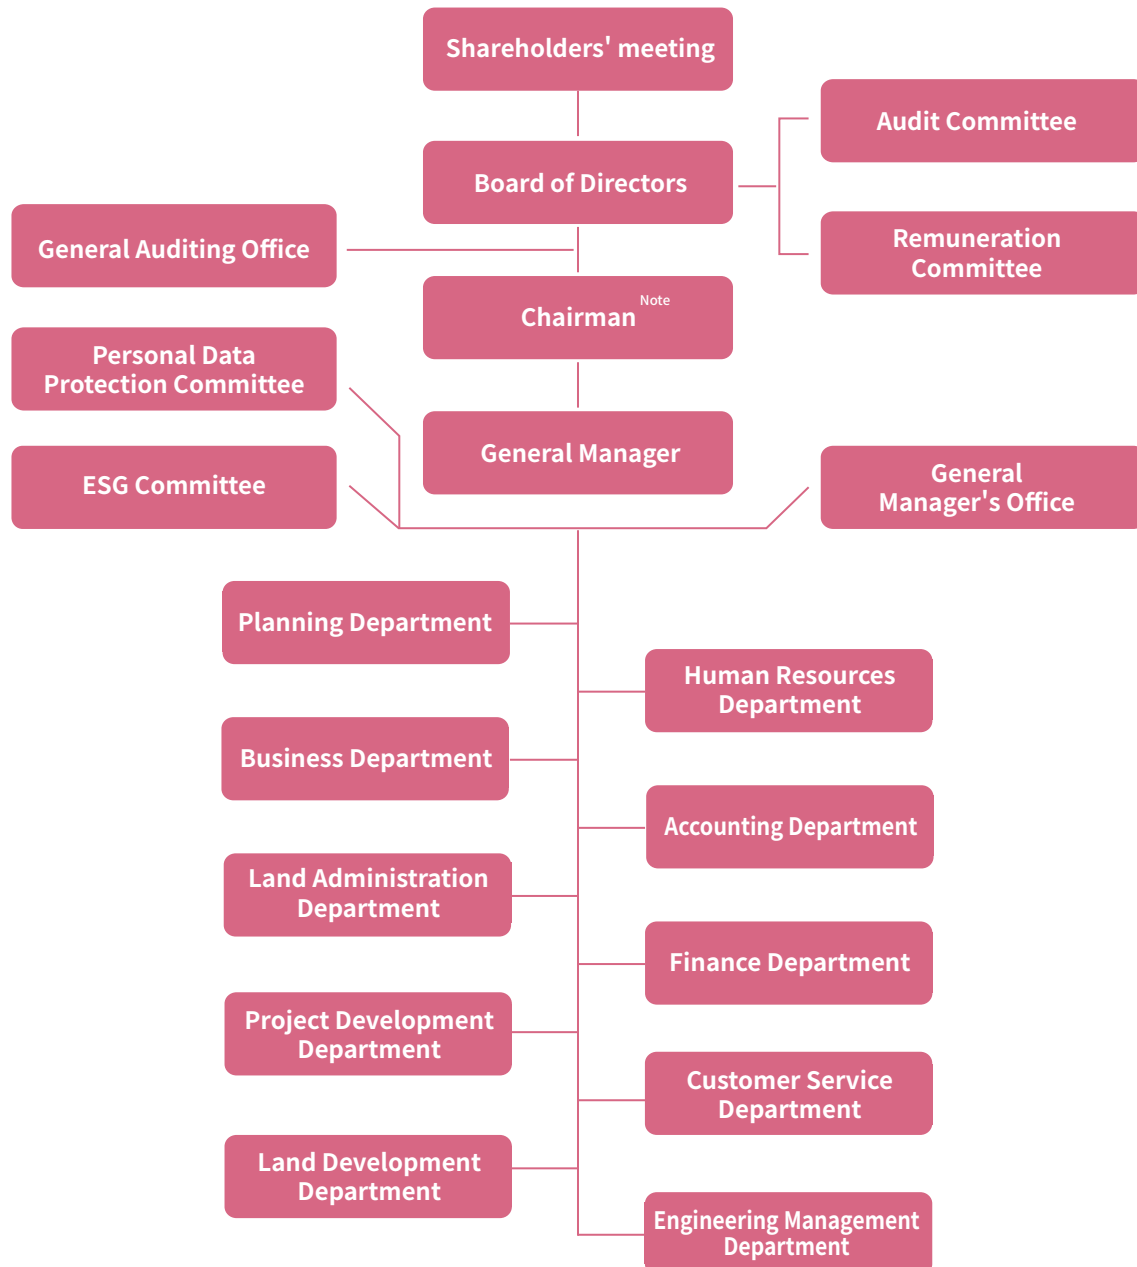 Shareholders' meeting
Audit Committee
Board of Directors
Remuneration
Committee
General Auditing Office
Chairman Note
Personal Data
Protection Committee
General Manager
ESG Committee
General
Manager's Office
Planning Department
Human Resources
Department
Business Department
Accounting Department
Land Administration
Department
Finance Department
Project Development
Department
Customer Service
Department
Land Development
Department
Engineering Management
Department